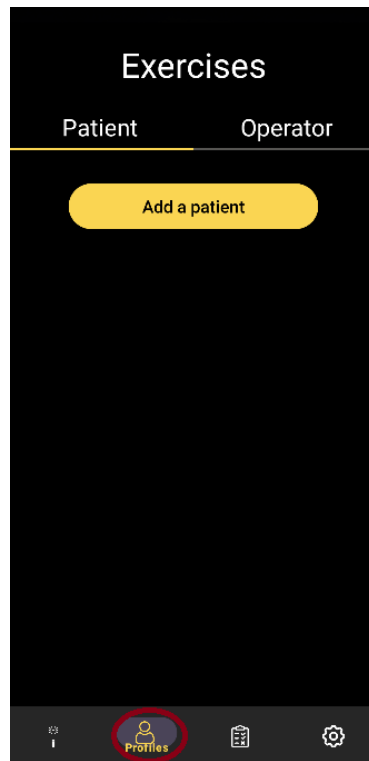 Exercises
Patient Operator
Add a patient
Profiles